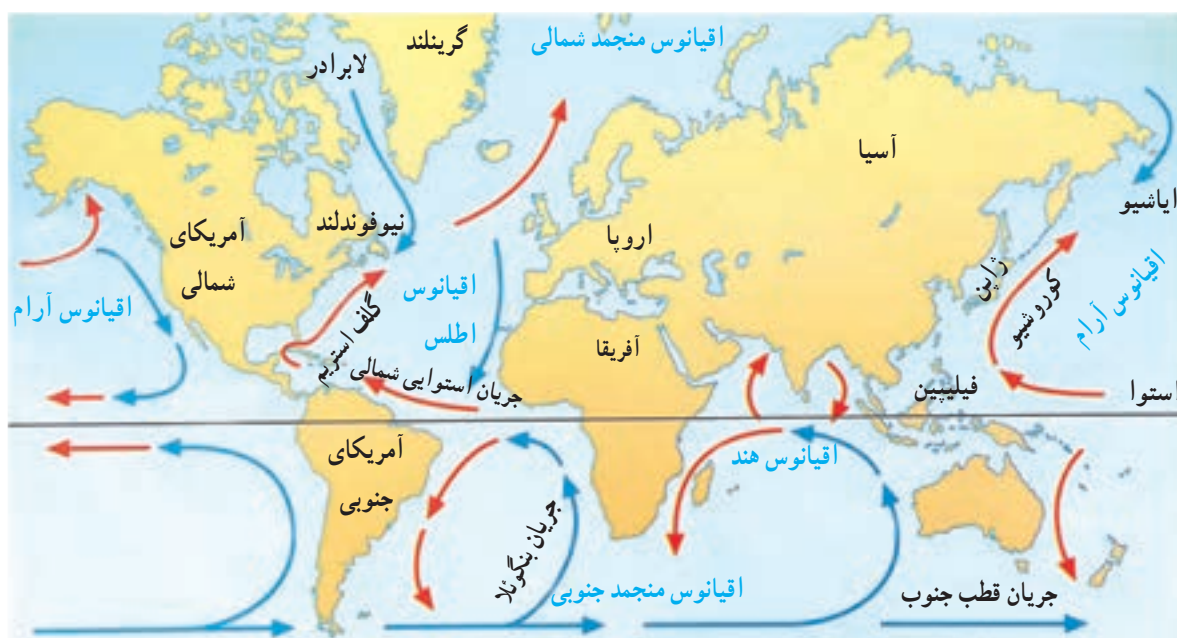 اقیانوس منجمد شمالی
گرینلند
لابرادر
آسیا
ایاشیو
نیوفوندلند
آمریکای
شمالی
اروپا
ژاپن
کوروشیو
اقیانوس آرام
اقیانوس
اطلس
اقیانوس آرام
گلف استریم
آفریقا
جریان استوایی شمالی
فیلیپین
استوا
آمریکای
جنوبی
اقیانوس هند
جریان بنگوئلا
اقیانوس منجمد جنوبی
جریان قطب جنوب